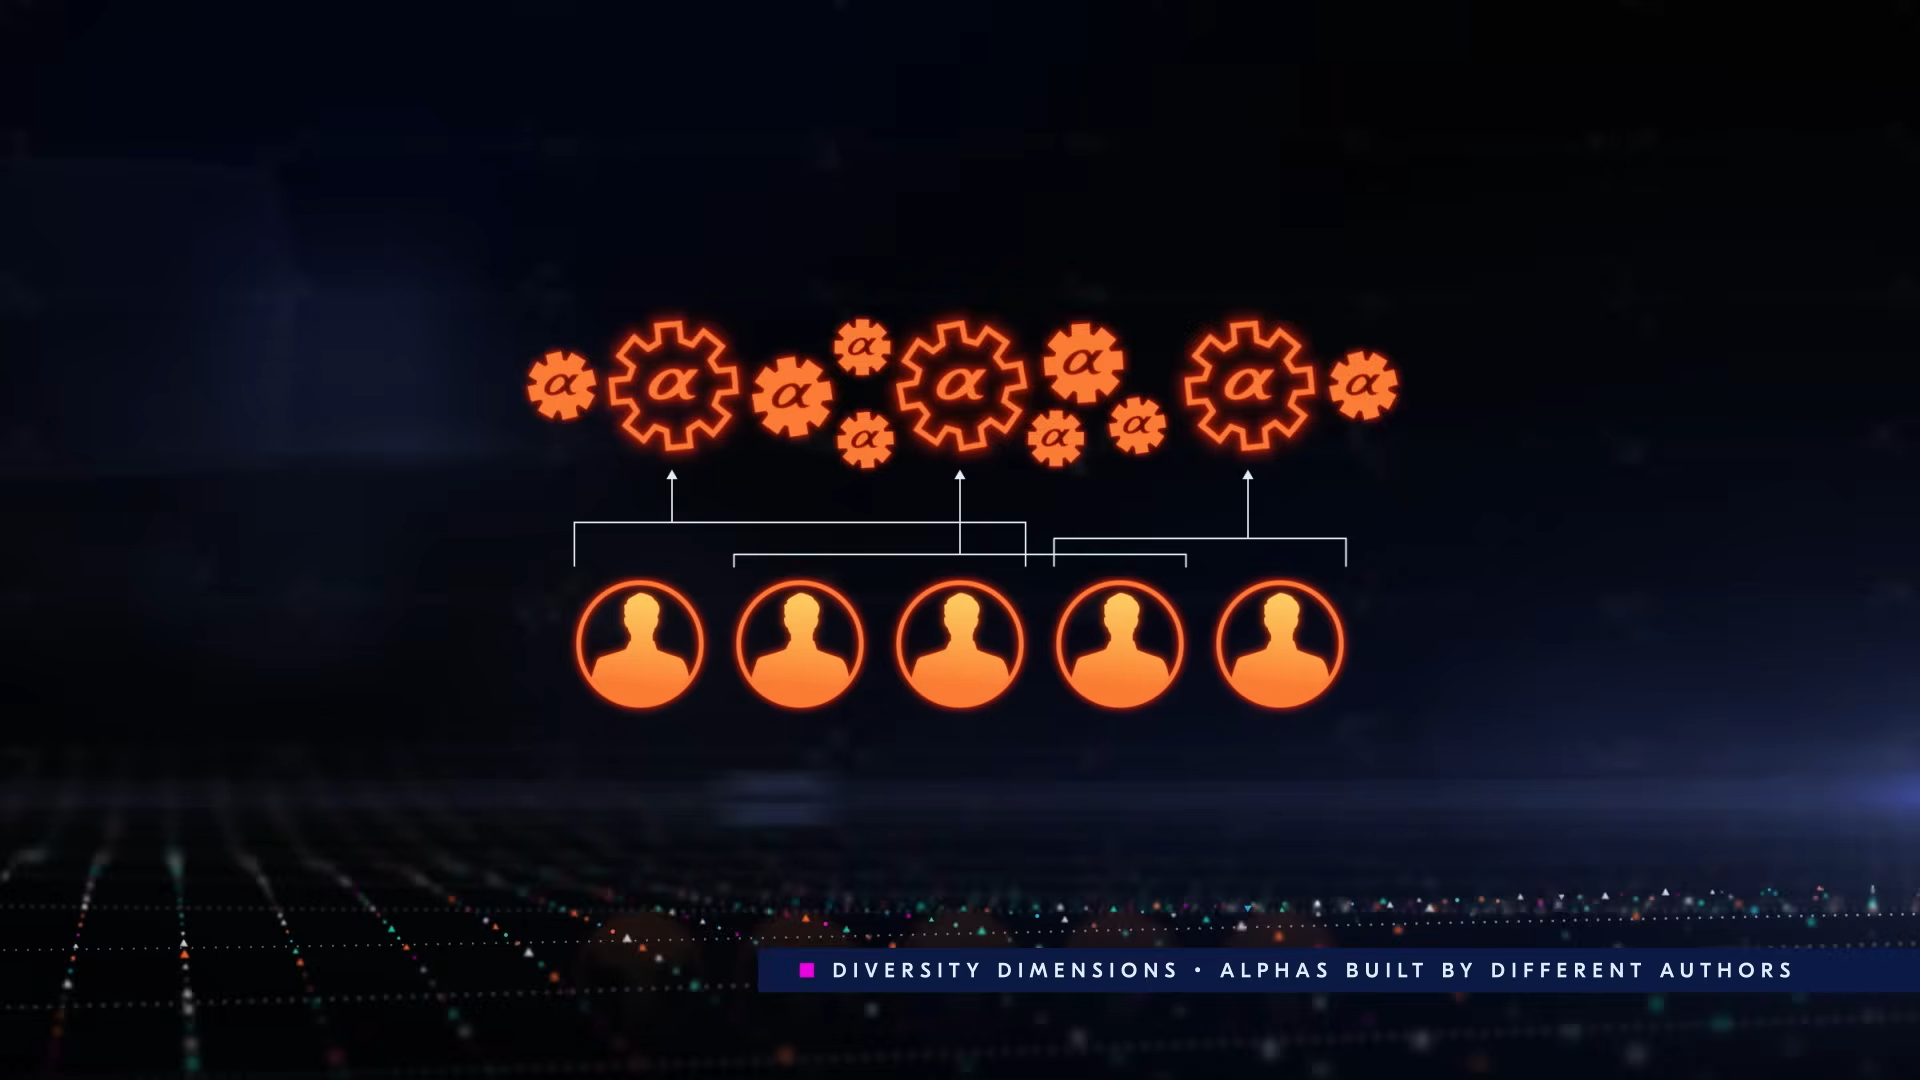 α α α α α α α α α α α
DIVERSITY DIMENSIONS • ALPHAS BUILT BY DIFFERENT AUTHORS